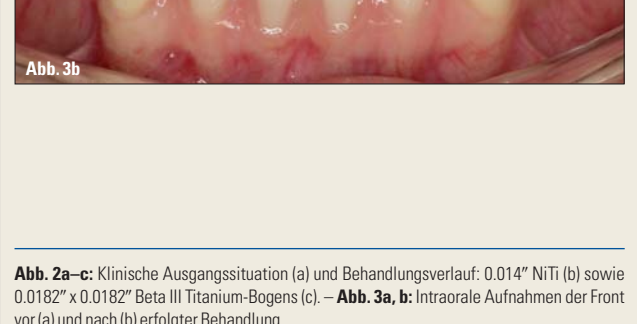 Abb. 3b
Abb. 2a–c: Klinische Ausgangssituation (a) und Behandlungsverlauf: 0.014″ NiTi (b) sowie
0.0182″ x 0.0182″ Beta III Titanium-Bogens (c). – Abb. 3a, b: Intraorale Aufnahmen der Front
vor (a) und nach (b) erfolgter Behandlung